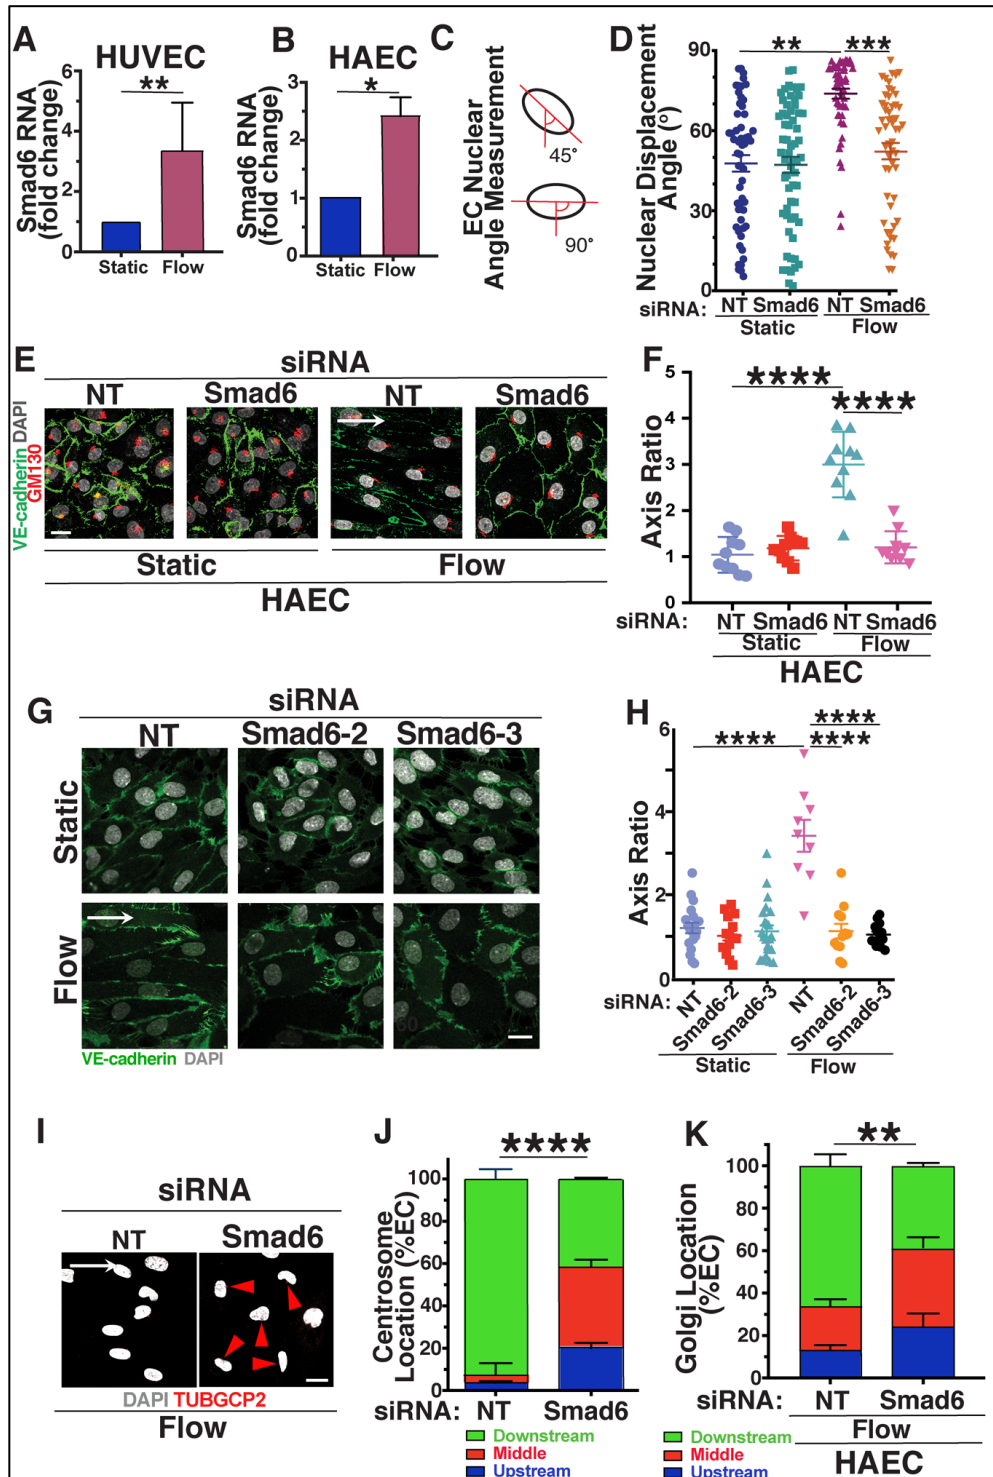 A
HUVEC
**
Smad6 RNA
(fold change)
6
4
2
0
Static Flow
B
HAEC
*
Smad6 RNA
(fold change)
3
2
1
0
Static Flow
C
EC Nuclear
Angle Measurement
45°
90°
D
** ***
Nuclear Displacement
Angle (°)
90
60
30
0
siRNA: NT Smad6 NT Smad6
Static Flow
E
siRNA
NT Smad6 NT Smad6
VE-cadherin DAPI
GM130
Static Flow
HAEC
F
****
****
Axis Ratio
5
4
3
2
1
0
siRNA: NT Smad6 NT Smad6
Static Flow
HAEC
G
siRNA
NT Smad6-2 Smad6-3
Static
Flow
VE-cadherin DAPI
H
****
**** ****
Axis Ratio
6
4
2
0
siRNA: NT Smad6-2 Smad6-3 NT Smad6-2 Smad6-3
Static Flow
I
siRNA
NT Smad6
DAPI TUBGCP2
Flow
J
****
Centrosome
Location (%EC)
100
80
60
40
20
0
siRNA: NT Smad6
Downstream
Middle
Upstream
K
**
Golgi Location
(%EC)
100
80
60
40
20
0
siRNA: NT Smad6
Flow
HAEC
Downstream
Middle
Upstream